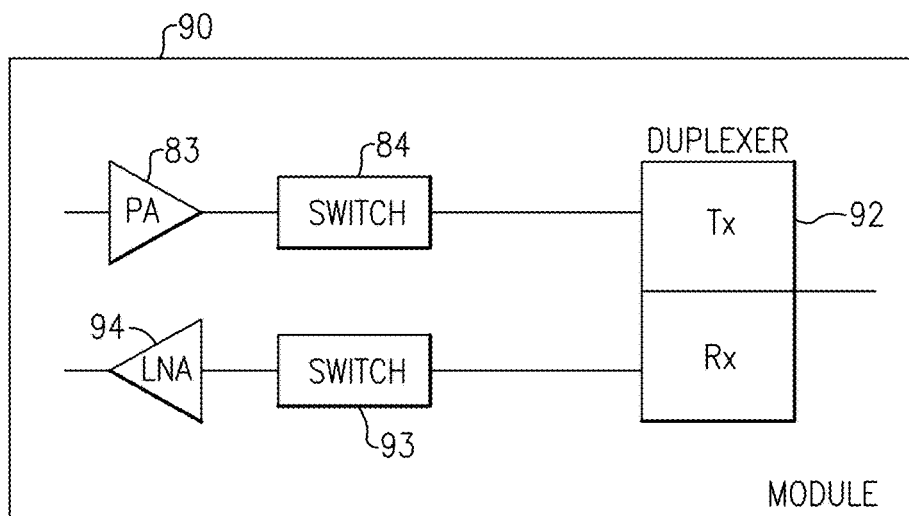 90
83
84
DUPLEXER
PA
SWITCH
Tx
92
94
LNA
SWITCH
Rx
93
MODULE